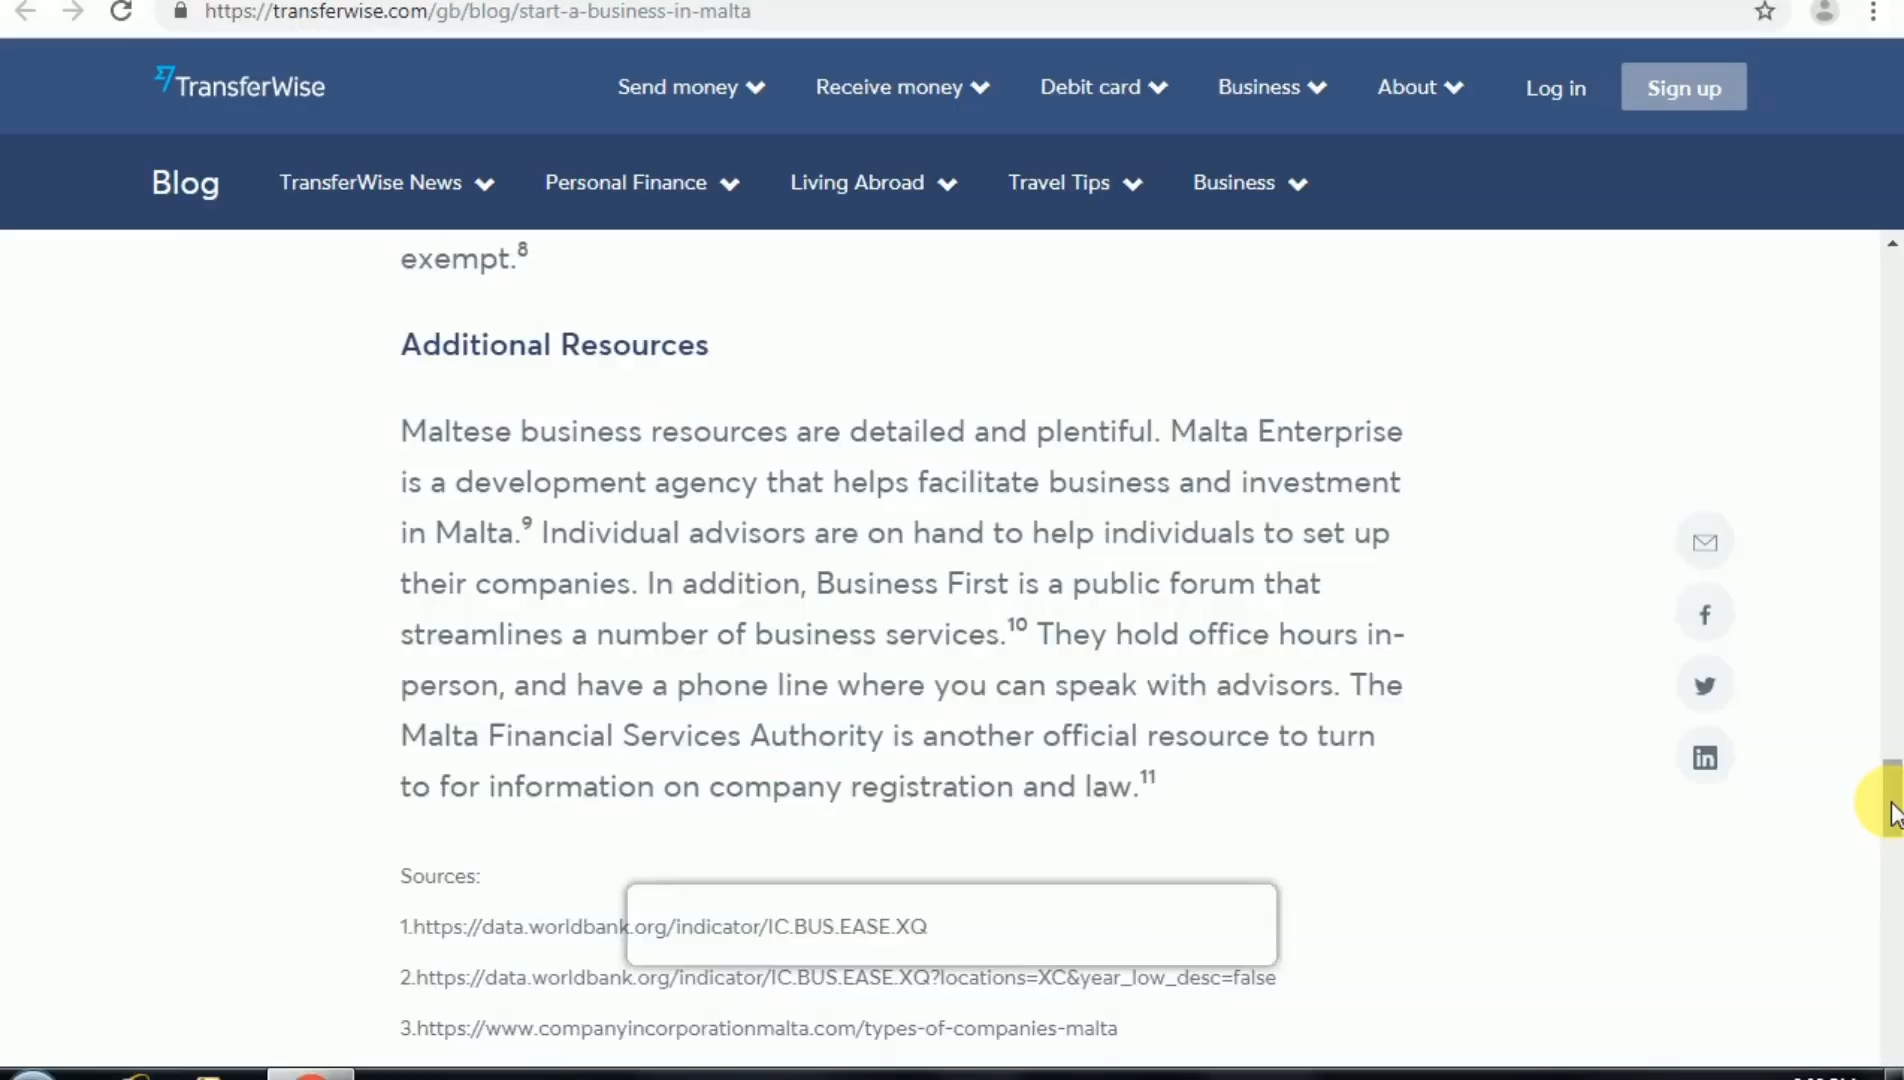 https://transferwise.com/gb/blog/start-a-business-in-malta
TransferWise
Send money
Receive money
Debit card
Business
About
Log in
Sign up
Blog
TransferWise News
Personal Finance
Living Abroad
Travel Tips
Business
exempt.⁸
Additional Resources
Maltese business resources are detailed and plentiful. Malta Enterprise
is a development agency that helps facilitate business and investment
in Malta.⁹ Individual advisors are on hand to help individuals to set up
their companies. In addition, Business First is a public forum that
streamlines a number of business services.¹⁰ They hold office hours in-
person, and have a phone line where you can speak with advisors. The
Malta Financial Services Authority is another official resource to turn
to for information on company registration and law.¹¹
Sources:
1.https://data.worldbank.org/indicator/IC.BUS.EASE.XQ
2.https://data.worldbank.org/indicator/IC.BUS.EASE.XQ?locations=XC&year_low_desc=false
3.https://www.companyincorporationmalta.com/types-of-companies-malta